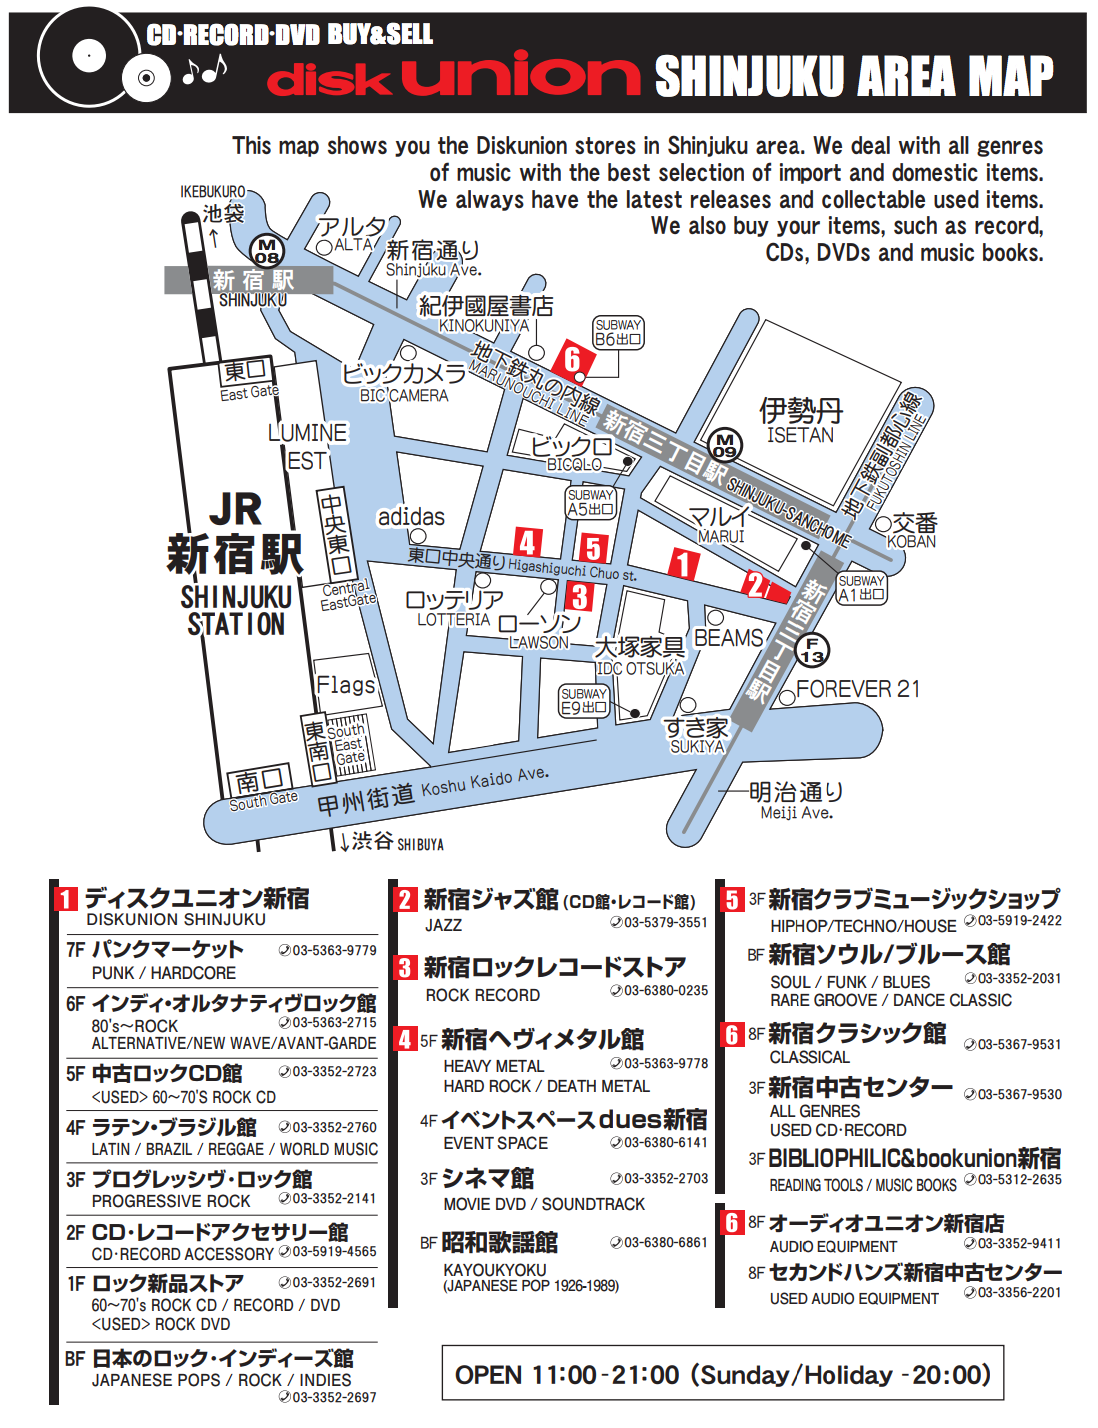 CD·RECORD·DVD BUY&SELL
disk union SHINJUKU AREA MAP
This map shows you the Diskunion stores in Shinjuku area. We deal with all genres
of music with the best selection of import and domestic items.
We always have the latest releases and collectable used items.
We also buy your items, such as record,
CDs, DVDs and music books.
IKEBUKURO
池袋
↑
M
08
新宿駅
SHINJUKU
アルタ
ALTA
新宿通り
Shinjuku Ave.
紀伊國屋書店
KINOKUNIYA
SUBWAY
B6出口
6
地下鉄丸の内線
MARUNOUCHI LINE
東口
East Gate
ビックカメラ
BIC CAMERA
LUMINE
EST
伊勢丹
ISETAN
M
09
新宿三丁目駅
SHINJUKU-SANCHOME
地下鉄副都心線
FUKUTOSHIN LINE
ビックロ
BICQLO
SUBWAY
A5出口
マルイ
MARUI
交番
KOBAN
JR
新宿駅
SHINJUKU
STATION
中央東口
Central
EastGate
adidas
4
5
1
2
東口中央通り Higashiguchi Chuo st.
SUBWAY
A1出口
ロッテリア
LOTTERIA
ローソン
LAWSON
3
大塚家具
IDC OTSUKA
BEAMS
新宿三丁目駅
F
13
FOREVER 21
Flags
SUBWAY
E9出口
すき家
SUKIYA
東南口
South
East
Gate
南口
South Gate
甲州街道 Koshu Kaido Ave.
明治通り
Meiji Ave.
↓渋谷 SHIBUYA
1 ディスクユニオン新宿
DISKUNION SHINJUKU
7F パンクマーケット 03-5363-9779
PUNK / HARDCORE
6F インディ・オルタナティヴロック館
80's～ROCK 03-5363-2715
ALTERNATIVE/NEW WAVE/AVANT-GARDE
5F 中古ロックCD館 03-3352-2723
<USED> 60～70'S ROCK CD
4F ラテン・ブラジル館 03-3352-2760
LATIN / BRAZIL / REGGAE / WORLD MUSIC
3F プログレッシヴ・ロック館
PROGRESSIVE ROCK 03-3352-2141
2F CD・レコードアクセサリー館
CD·RECORD ACCESSORY 03-5919-4565
1F ロック新品ストア 03-3352-2691
60～70's ROCK CD / RECORD / DVD
<USED> ROCK DVD
BF 日本のロック・インディーズ館
JAPANESE POPS / ROCK / INDIES
03-3352-2697
2 新宿ジャズ館 (CD館・レコード館)
JAZZ 03-5379-3551
3 新宿ロックレコードストア
ROCK RECORD 03-6380-0235
4 5F 新宿ヘヴィメタル館
HEAVY METAL 03-5363-9778
HARD ROCK / DEATH METAL
4F イベントスペースdues新宿
EVENT SPACE 03-6380-6141
3F シネマ館 03-3352-2703
MOVIE DVD / SOUNDTRACK
BF 昭和歌謡館 03-6380-6861
KAYOUKYOKU
(JAPANESE POP 1926-1989)
5 3F 新宿クラブミュージックショップ
HIPHOP/TECHNO/HOUSE 03-5919-2422
BF 新宿ソウル/ブルース館
SOUL / FUNK / BLUES 03-3352-2031
RARE GROOVE / DANCE CLASSIC
6 8F 新宿クラシック館
CLASSICAL 03-5367-9531
3F 新宿中古センター 03-5367-9530
ALL GENRES
USED CD·RECORD
3F BIBLIOPHILIC&bookunion新宿
READING TOOLS / MUSIC BOOKS 03-5312-2635
6 8F オーディオユニオン新宿店
AUDIO EQUIPMENT 03-3352-9411
8F セカンドハンズ新宿中古センター
USED AUDIO EQUIPMENT 03-3356-2201
OPEN 11:00 - 21:00 (Sunday/Holiday - 20:00)